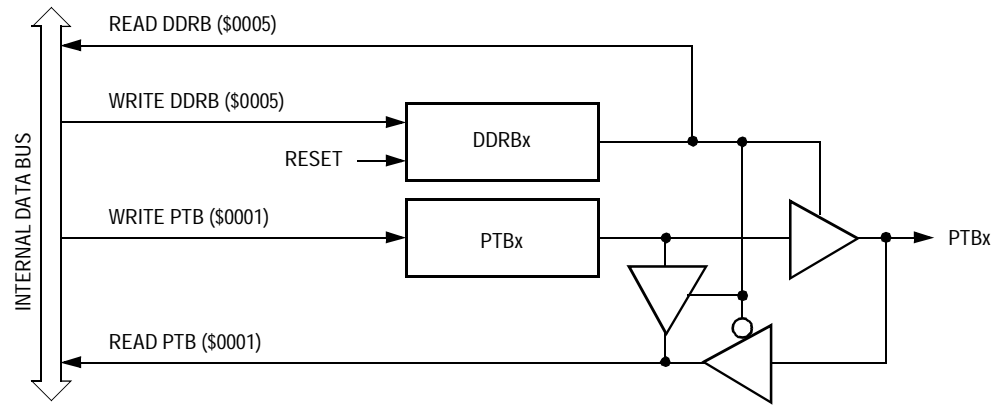 READ DDRB ($0005)
WRITE DDRB ($0005)
DDRBx
RESET
INTERNAL DATA BUS
WRITE PTB ($0001)
PTBx
PTBx
READ PTB ($0001)